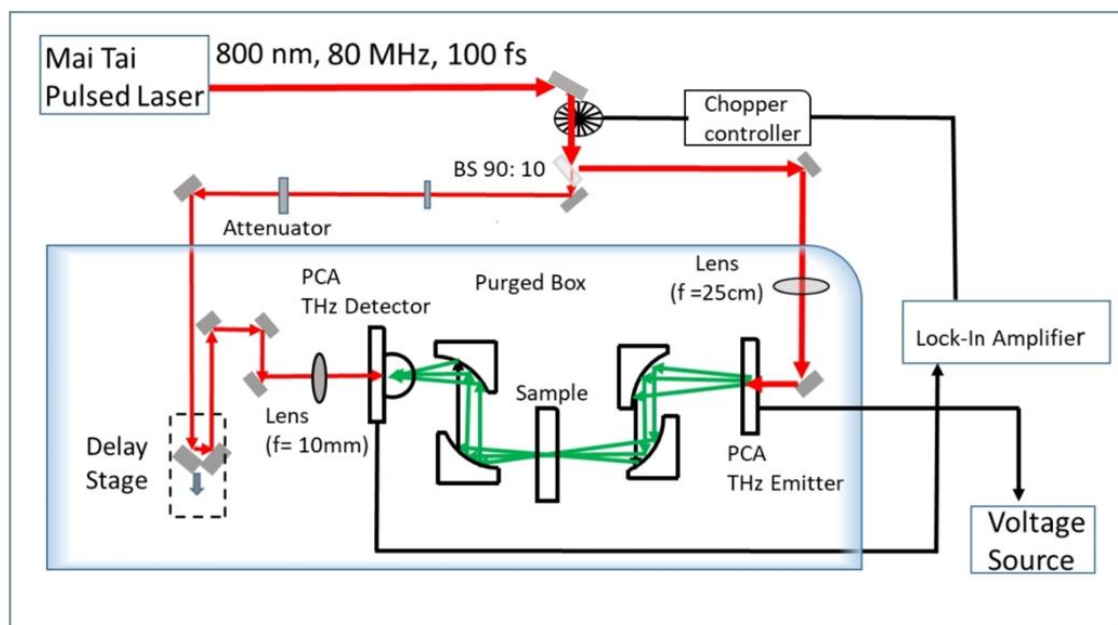 Mai Tai
Pulsed Laser
800 nm, 80 MHz, 100 fs
Chopper
controller
BS 90: 10
Attenuator
PCA
THz Detector
Purged Box
Lens
(f =25cm)
Lock-In Amplifier
Sample
Lens
(f= 10mm)
Delay
Stage
PCA
THz Emitter
Voltage
Source